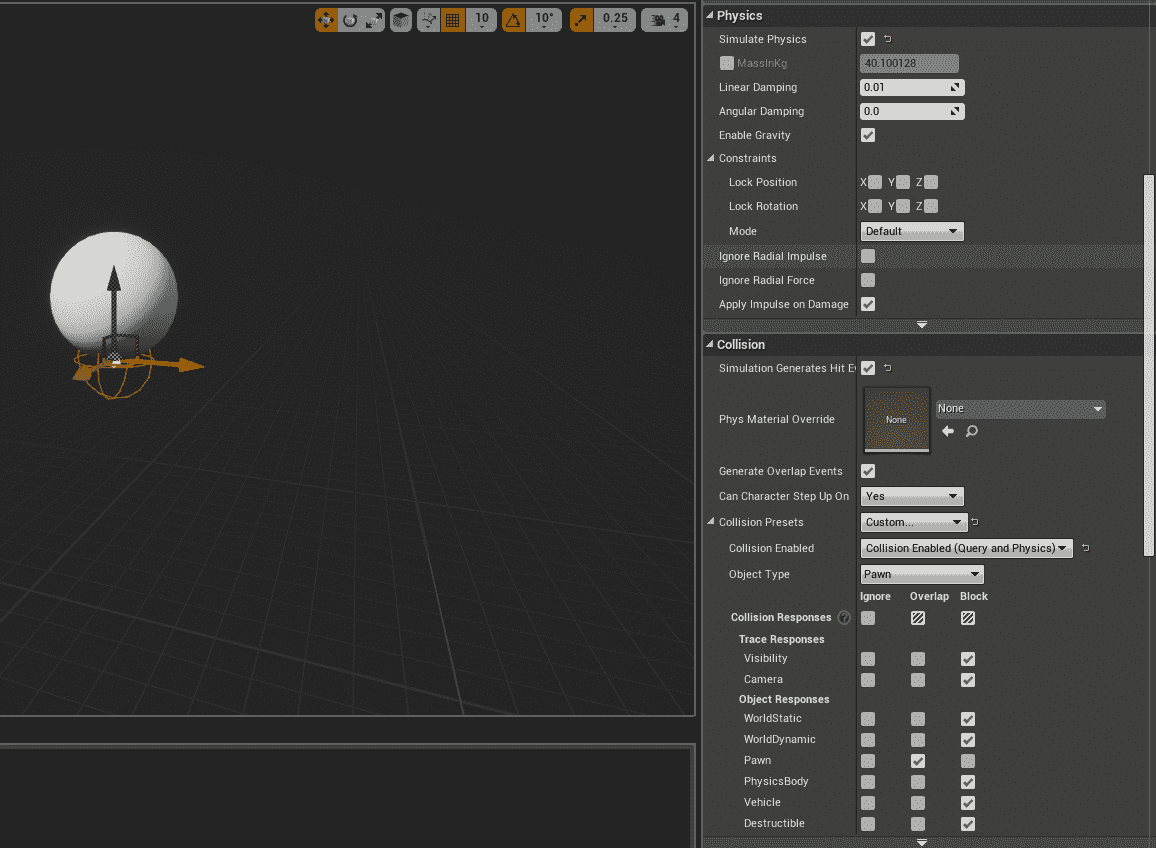 10 10° 0.25 4
Physics
Simulate Physics
MassInKg 40.100128
Linear Damping 0.01
Angular Damping 0.0
Enable Gravity
Constraints
Lock Position X Y Z
Lock Rotation X Y Z
Mode Default
Ignore Radial Impulse
Ignore Radial Force
Apply Impulse on Damage
Collision
Simulation Generates Hit E
Phys Material Override None None
Generate Overlap Events
Can Character Step Up On Yes
Collision Presets Custom...
Collision Enabled Collision Enabled (Query and Physics)
Object Type Pawn
Ignore Overlap Block
Collision Responses ?
Trace Responses
Visibility
Camera
Object Responses
WorldStatic
WorldDynamic
Pawn
PhysicsBody
Vehicle
Destructible